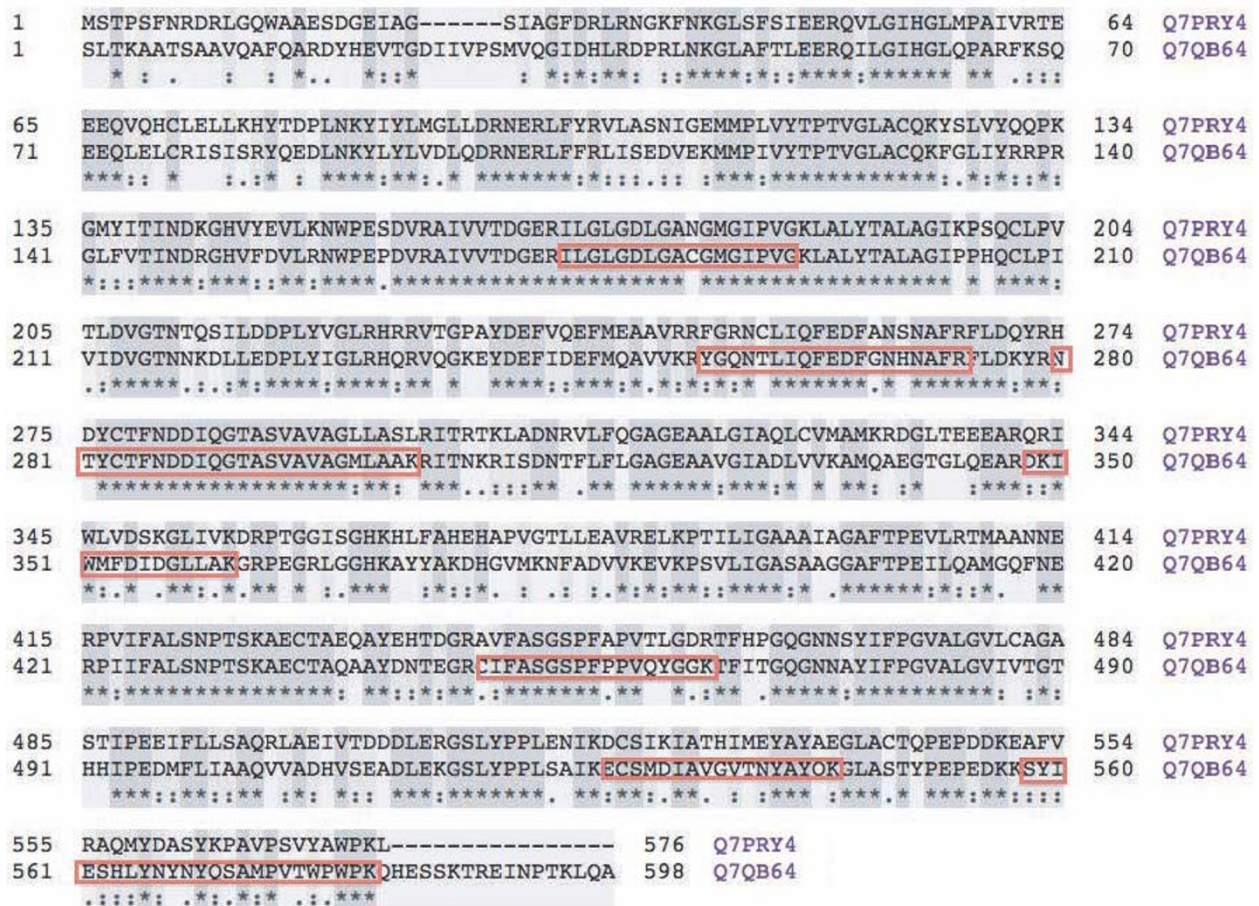 1 MSTPSFNRDRLGQWAAESDGEIAG------SIAGFDRLRNGKFNKGLSFSIEERQVLGIHGLMPAIVRTE 64 Q7PRY4
1 SLTKAATSAAVQAFQARDYHEVTGDIIVPSMVQGIDHLRDPRLNKGLAFTLEERQILGIHGLQPARFKSQ 70 Q7QB64
65 EEQVQHCLELLKHYTDPLNKYIYLMGLLDRNERLFYRVLASNIGEMMPLVYTPTVGLACQKYSLVYQQPK 134 Q7PRY4
71 EEQLELCRISISRYQEDLNKYLYLVDLQDRNERLFFRLISEDVEKMMPIVYTPTVGLACQKFGLIYRRPR 140 Q7QB64
135 GMYITINDKGHVYEVLKNWPESDVRAIVVTDGERILGLGDLGANGMGIPVGKLALYTALAGIKPSQCLPV 204 Q7PRY4
141 GLFVTINDRGHVFDVLRNWPEPDVRAIVVTDGERILGLGDLGACGMGIPVGKLALYTALAGIPPHQCLPI 210 Q7QB64
205 TLDVGTNTQSILDDPLYVGLRHRRVTGPAYDEFVQEFMEAAVRRFGRNCLIQFEDFANSNAFRFLDQYRH 274 Q7PRY4
211 VIDVGTNNKDLLEDPLYIGLRHQRVQGKEYDEFIDEFMQAVVKRYGQNTLIQFEDFGNHNAFRFLDKYRN 280 Q7QB64
275 DYCTFNDDIQGTASVAVAGLLASLRITRTKLADNRVLFQGAGEAALGIAQLCVMAMKRDGLTEEEARQRI 344 Q7PRY4
281 TYCTFNDDIQGTASVAVAGMLAAKRITNKRISDNTFLFLGAGEAAVGIADLVVKAMQAEGTGLQEARDKI 350 Q7QB64
345 WLVDSKGLIVKDRPTGGISGHKHLFAHEHAPVGTLLEAVRELKPTILIGAAAIAGAFTPEVLRTMAANNE 414 Q7PRY4
351 WMFDIDGLLAKGRPEGRLGGHKAYYAKDHGVMKNFADVVKEVKPSVLIGASAAGGAFTPEILQAMGQFNE 420 Q7QB64
415 RPVIFALSNPTSKAECTAEQAYEHTDGRAVFASGSPFAPVTLGDRTFHPGQGNNSYIFPGVALGVLCAGA 484 Q7PRY4
421 RPIIFALSNPTSKAECTAQAAYDNTEGRCIFASGSPFPPVQYGGKTFITGQGNNAYIFPGVALGVIVTGT 490 Q7QB64
485 STIPEEIFLLSAQRLAEIVTDDDLERGSLYPPLENIKDCSIKIATHIMEYAYAEGLACTQPEPDDKEAFV 554 Q7PRY4
491 HHIPEDMFLIAAQVVADHVSEADLEKGSLYPPLSAIKECSMDIAVGVTNYAYQKGLASTYPEPEDKESYI 560 Q7QB64
555 RAQMYDASYKPAVPSVYAWPKL---------------- 576 Q7PRY4
561 ESHLYNYNYQSAMPVTWPWPKQHESSKTREINPTKLQA 598 Q7QB64